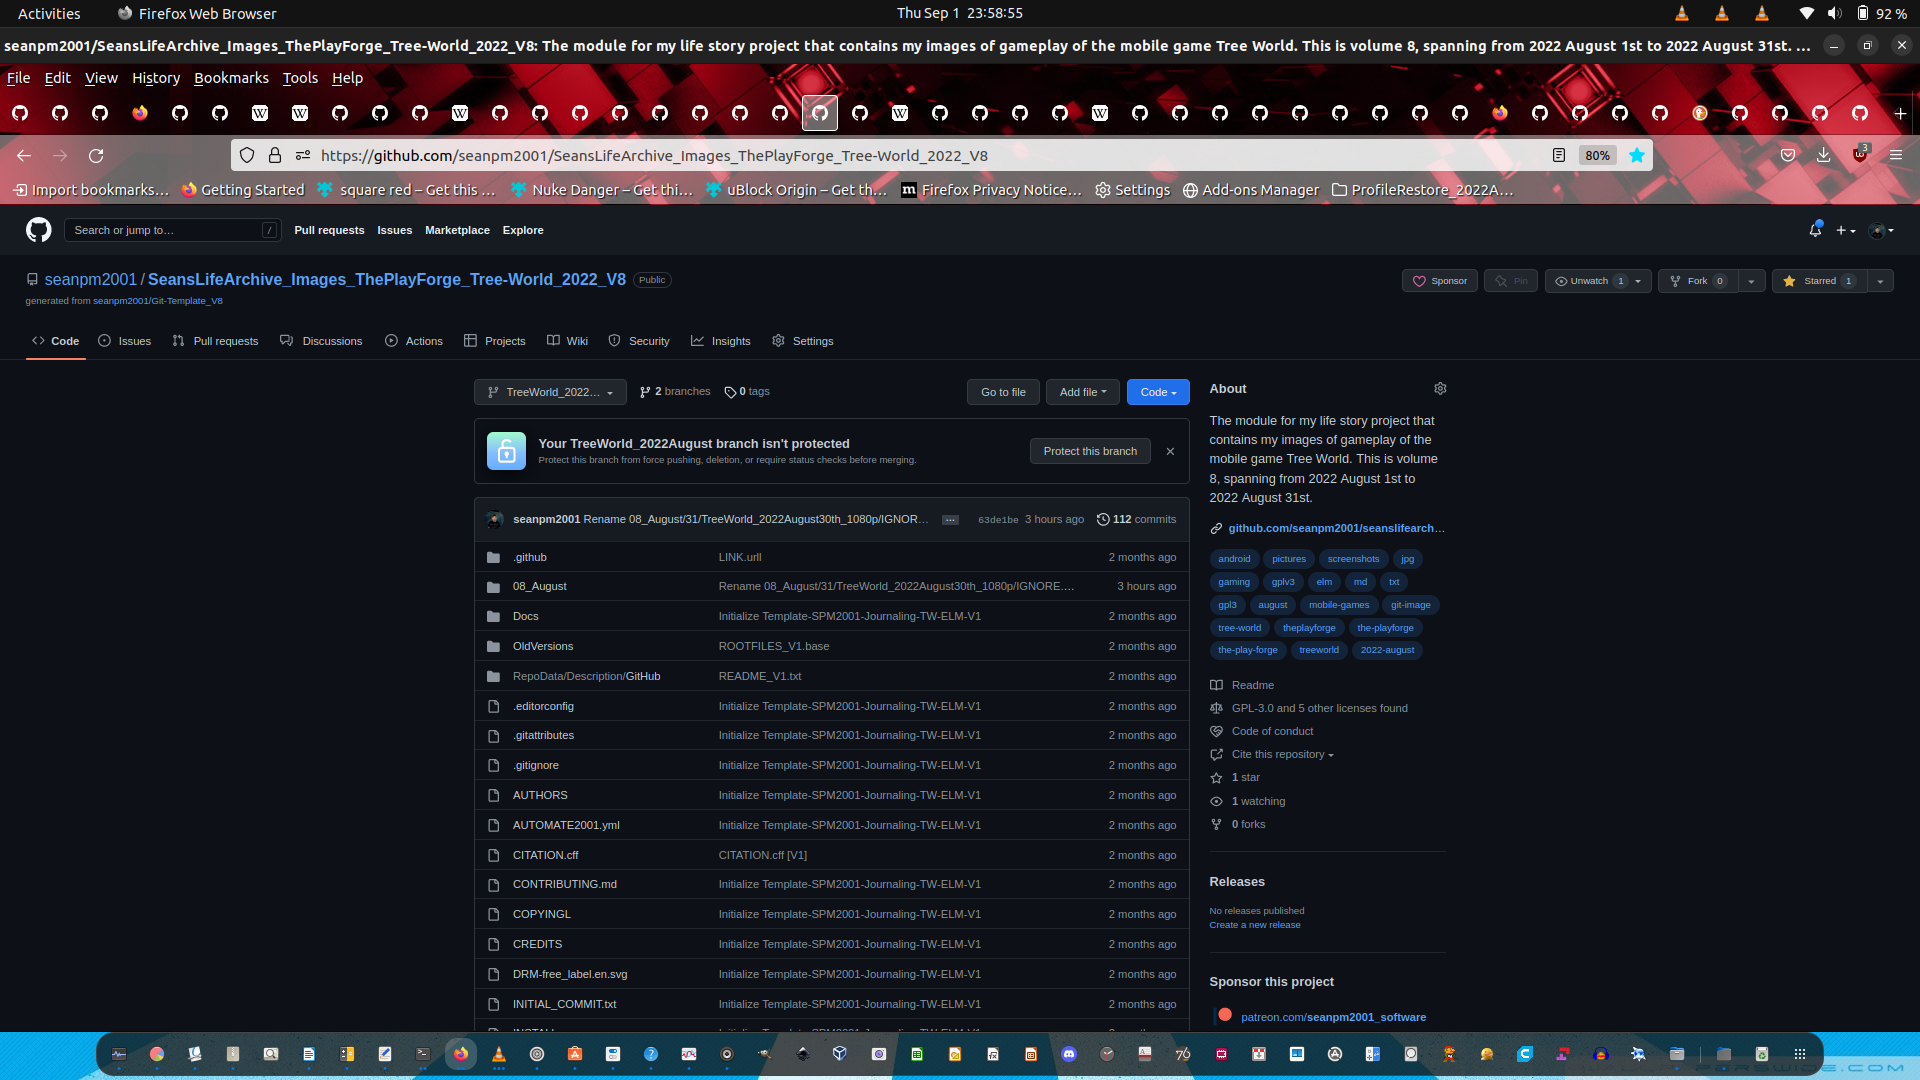 Activities
Firefox Web Browser
Thu Sep 1 23:58:55
92 %
seanpm2001/SeansLifeArchive_Images_ThePlayForge_Tree-World_2022_V8: The module for my life story project that contains my images of gameplay of the mobile game Tree World. This is volume 8, spanning from 2022 August 1st to 2022 August 31st. ...
File Edit View History Bookmarks Tools Help
https://github.com/seanpm2001/SeansLifeArchive_Images_ThePlayForge_Tree-World_2022_V8
80%
3
Import bookmarks... Getting Started square red – Get this ... Nuke Danger – Get thi... uBlock Origin – Get th... Firefox Privacy Notice... Settings Add-ons Manager ProfileRestore_2022A...
Search or jump to... /
Pull requests Issues Marketplace Explore
seanpm2001 / SeansLifeArchive_Images_ThePlayForge_Tree-World_2022_V8 Public
generated from seanpm2001/Git-Template_V8
Sponsor Pin Unwatch 1 Fork 0 Starred 1
Code Issues Pull requests Discussions Actions Projects Wiki Security Insights Settings
TreeWorld_2022... 2 branches 0 tags
Go to file Add file Code
Your TreeWorld_2022August branch isn't protected
Protect this branch from force pushing, deletion, or require status checks before merging.
Protect this branch
seanpm2001 Rename 08_August/31/TreeWorld_2022August30th_1080p/IGNOR... 63de1be 3 hours ago 112 commits
.github LINK.urll 2 months ago
08_August Rename 08_August/31/TreeWorld_2022August30th_1080p/IGNORE.... 3 hours ago
Docs Initialize Template-SPM2001-Journaling-TW-ELM-V1 2 months ago
OldVersions ROOTFILES_V1.base 2 months ago
RepoData/Description/GitHub README_V1.txt 2 months ago
.editorconfig Initialize Template-SPM2001-Journaling-TW-ELM-V1 2 months ago
.gitattributes Initialize Template-SPM2001-Journaling-TW-ELM-V1 2 months ago
.gitignore Initialize Template-SPM2001-Journaling-TW-ELM-V1 2 months ago
AUTHORS Initialize Template-SPM2001-Journaling-TW-ELM-V1 2 months ago
AUTOMATE2001.yml Initialize Template-SPM2001-Journaling-TW-ELM-V1 2 months ago
CITATION.cff CITATION.cff [V1] 2 months ago
CONTRIBUTING.md Initialize Template-SPM2001-Journaling-TW-ELM-V1 2 months ago
COPYINGL Initialize Template-SPM2001-Journaling-TW-ELM-V1 2 months ago
CREDITS Initialize Template-SPM2001-Journaling-TW-ELM-V1 2 months ago
DRM-free_label.en.svg Initialize Template-SPM2001-Journaling-TW-ELM-V1 2 months ago
INITIAL_COMMIT.txt Initialize Template-SPM2001-Journaling-TW-ELM-V1 2 months ago
About
The module for my life story project that
contains my images of gameplay of the
mobile game Tree World. This is volume
8, spanning from 2022 August 1st to
2022 August 31st.
github.com/seanpm2001/seanslifearch...
android pictures screenshots jpg
gaming gplv3 elm md txt
gpl3 august mobile-games git-image
tree-world theplayforge the-playforge
the-play-forge treeworld 2022-august
Readme
GPL-3.0 and 5 other licenses found
Code of conduct
Cite this repository
1 star
1 watching
0 forks
Releases
No releases published
Create a new release
Sponsor this project
patreon.com/seanpm2001_software